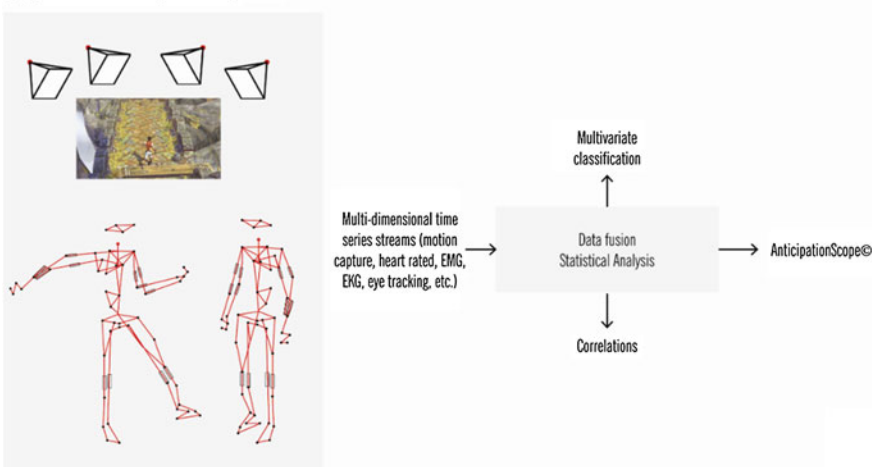 Multi-dimensional time
series streams (motion
capture, heart rated, EMG,
EKG, eye tracking, etc.)
Multivariate
classification
Data fusion
Statistical Analysis
AnticipationScope©
Correlations